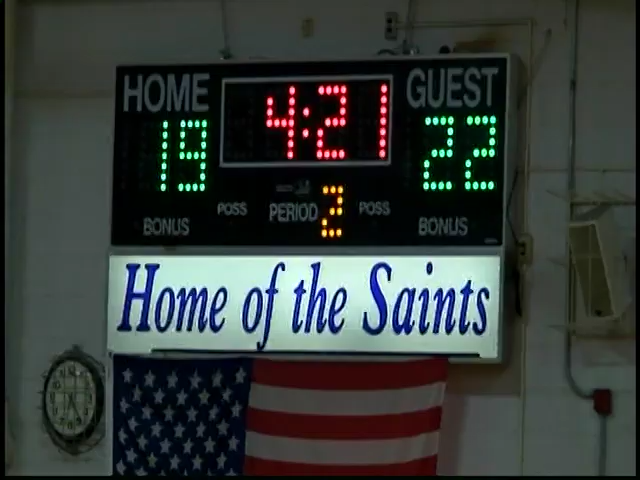 HOME 4:21 GUEST
19 22
POSS PERIOD 2 POSS
BONUS BONUS
Home of the Saints